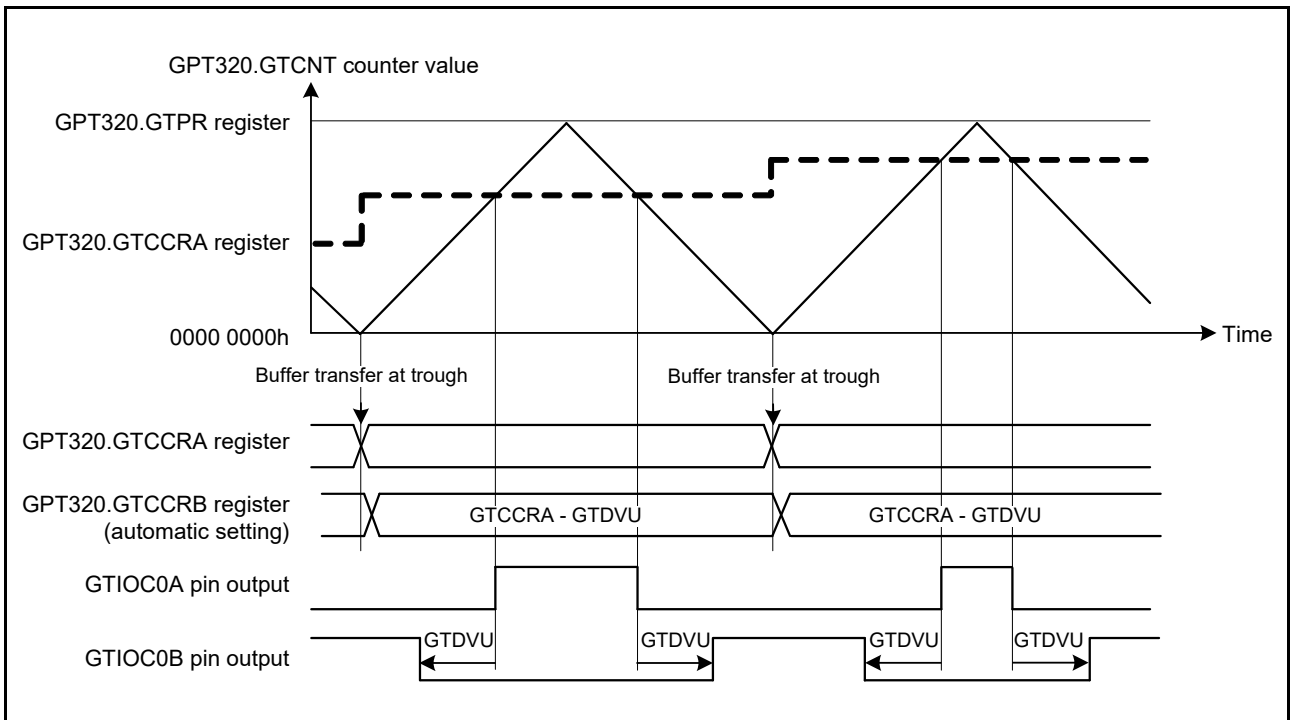 GPT320.GTCNT counter value
GPT320.GTPR register
GPT320.GTCCRA register
0000 0000h
Time
Buffer transfer at trough
Buffer transfer at trough
GPT320.GTCCRA register
GPT320.GTCCRB register
(automatic setting)
GTCCRA - GTDVU
GTCCRA - GTDVU
GTIOC0A pin output
GTIOC0B pin output
GTDVU
GTDVU
GTDVU
GTDVU